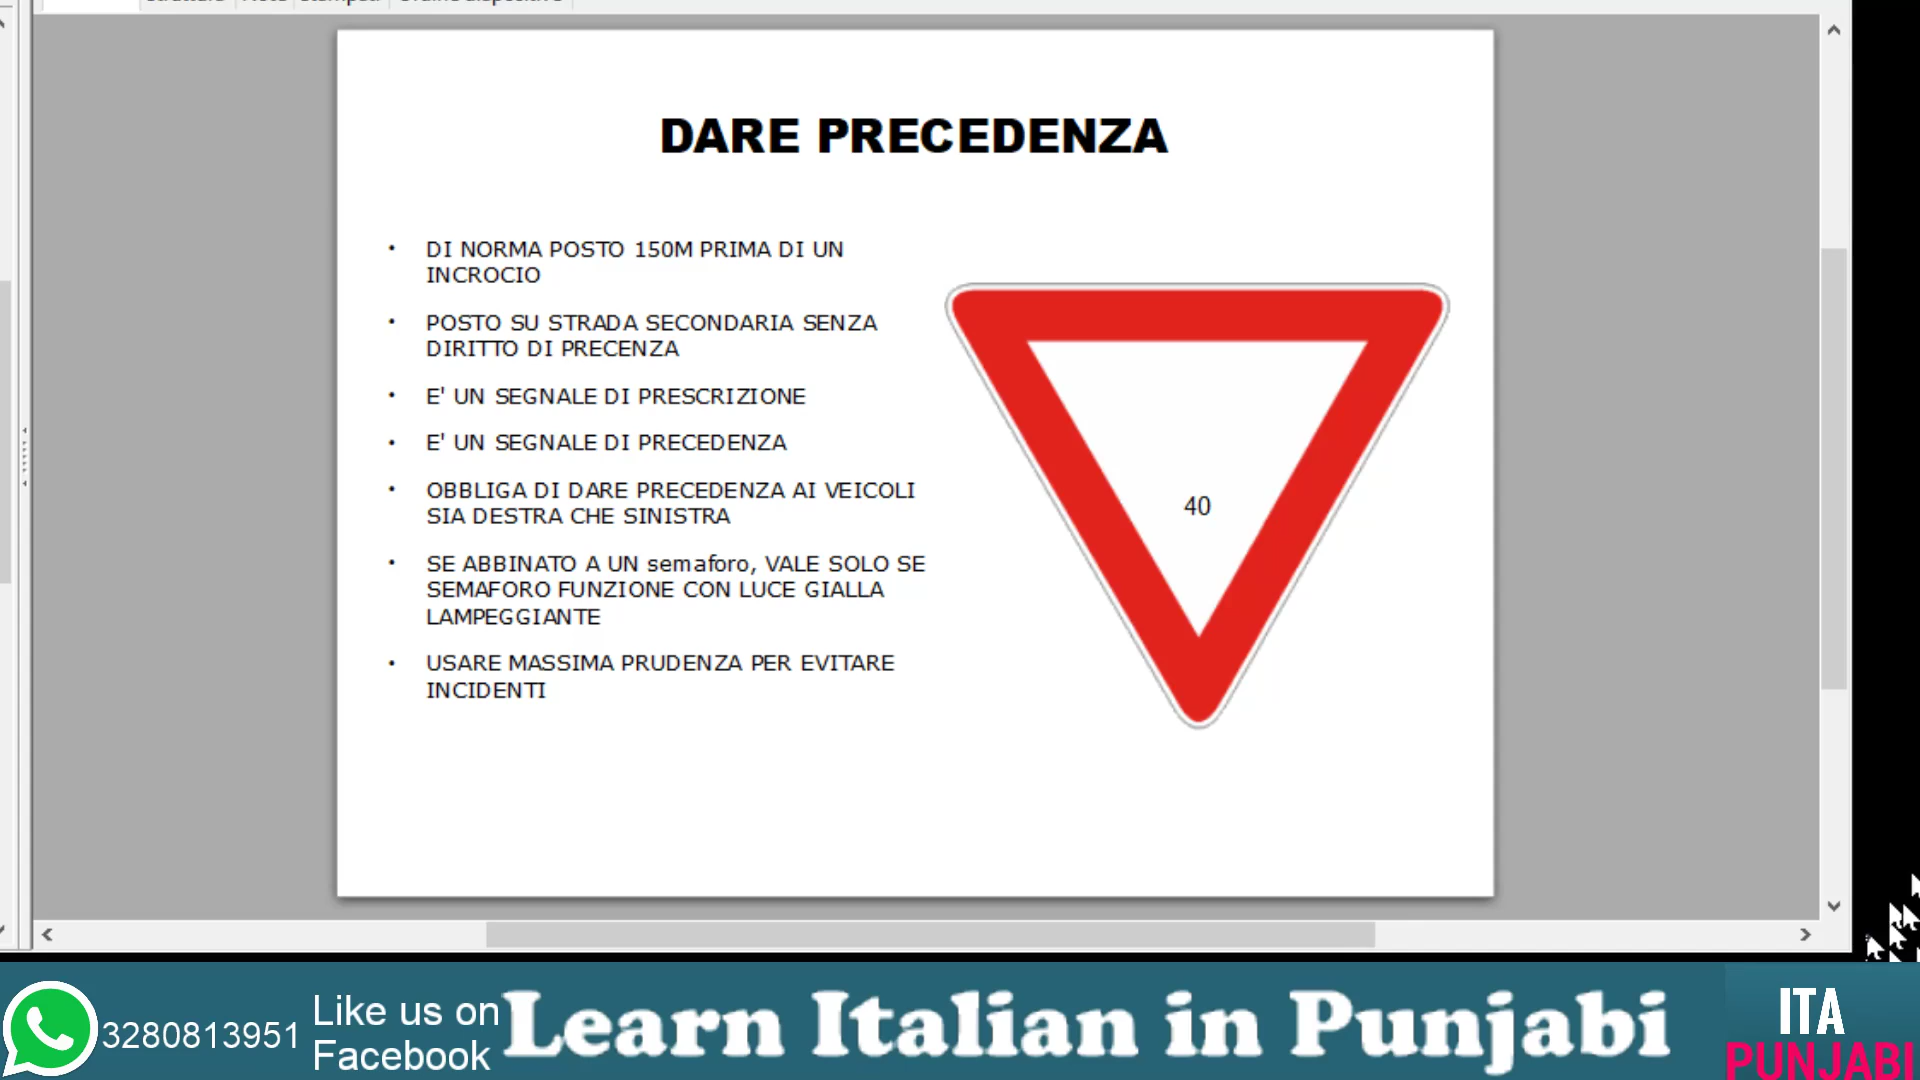 DARE PRECEDENZA
• DI NORMA POSTO 150M PRIMA DI UN
INCROCIO
• POSTO SU STRADA SECONDARIA SENZA
DIRITTO DI PRECENZA
• E' UN SEGNALE DI PRESCRIZIONE
• E' UN SEGNALE DI PRECEDENZA
• OBBLIGA DI DARE PRECEDENZA AI VEICOLI
SIA DESTRA CHE SINISTRA
• SE ABBINATO A UN semaforo, VALE SOLO SE
SEMAFORO FUNZIONE CON LUCE GIALLA
LAMPEGGIANTE
• USARE MASSIMA PRUDENZA PER EVITARE
INCIDENTI
40
3280813951
Like us on
Facebook
Learn Italian in Punjabi
ITA
PUNJABI